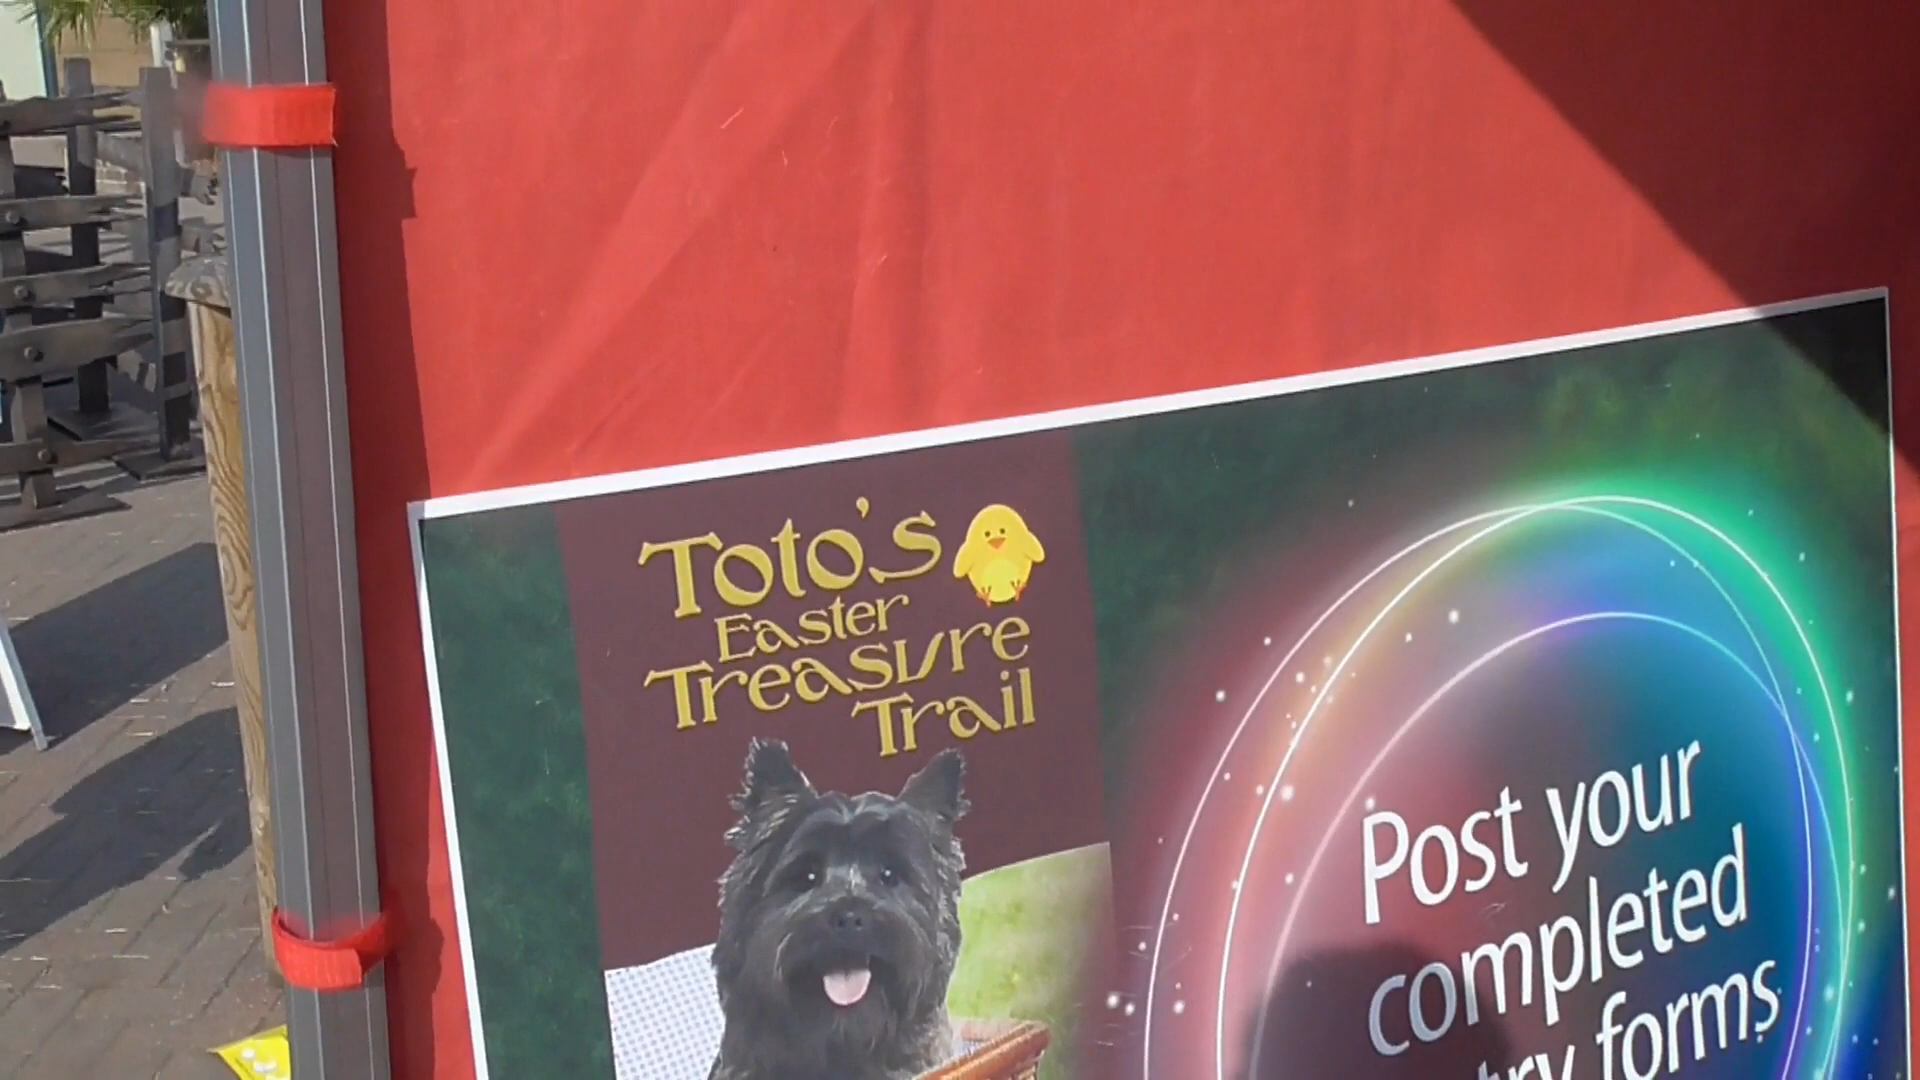 Toto's
Easter
Treasure
Trail
Post your
completed
forms